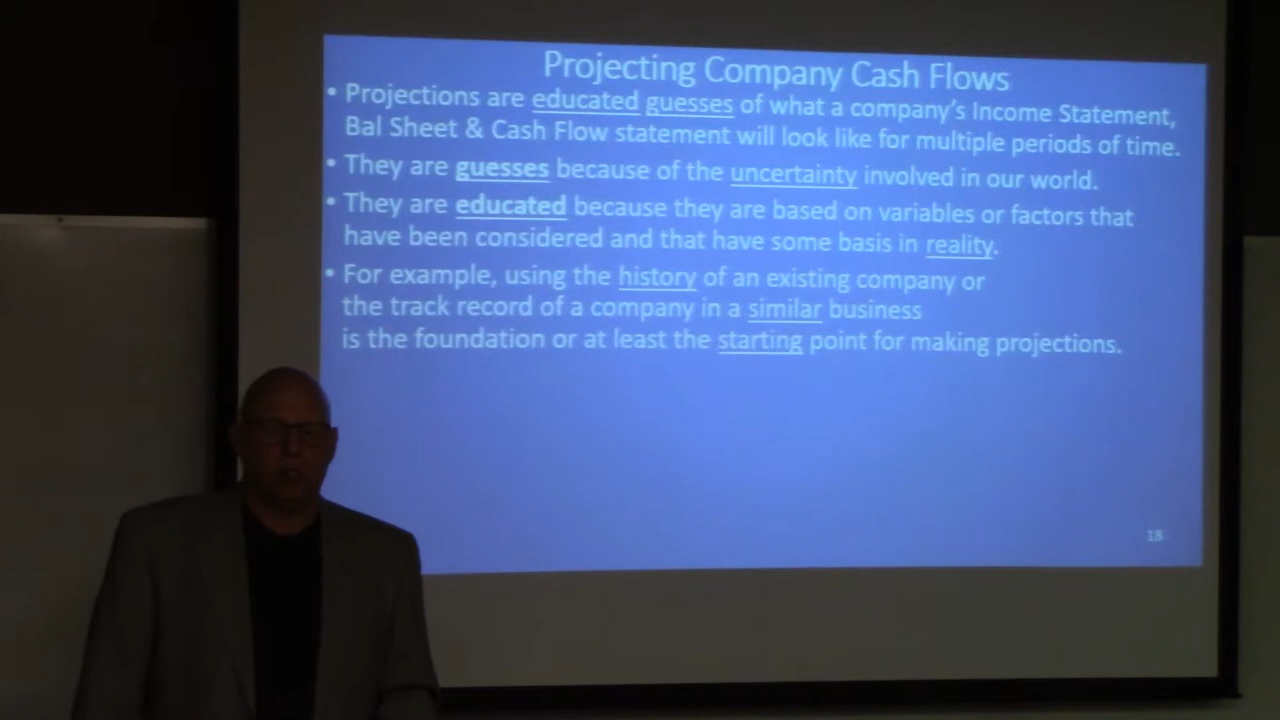 Projecting Company Cash Flows
• Projections are educated guesses of what a company's Income Statement,
Bal Sheet & Cash Flow statement will look like for multiple periods of time.
• They are guesses because of the uncertainty involved in our world.
• They are educated because they are based on variables or factors that
have been considered and that have some basis in reality.
• For example, using the history of an existing company or
the track record of a company in a similar business
is the foundation or at least the starting point for making projections.
18